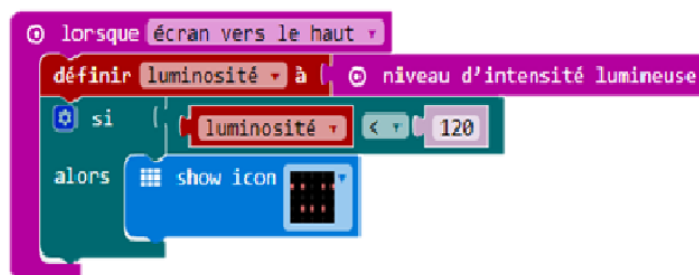 lorsque écran vers le haut
définir luminosité à niveau d'intensité lumineuse
si luminosité < 120
alors show icon